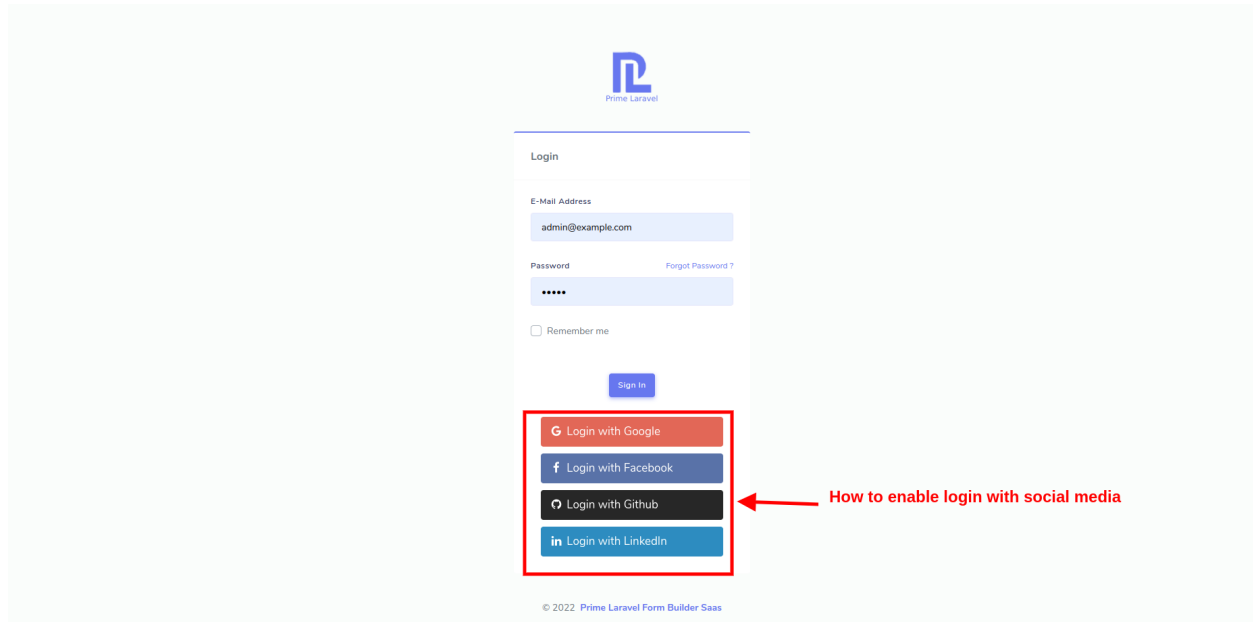 Prime Laravel
Login
E-Mail Address
admin@example.com
Password Forgot Password ?
•••••
Remember me
Sign In
Login with Google
Login with Facebook
Login with Github
Login with LinkedIn
How to enable login with social media
© 2022 Prime Laravel Form Builder Saas